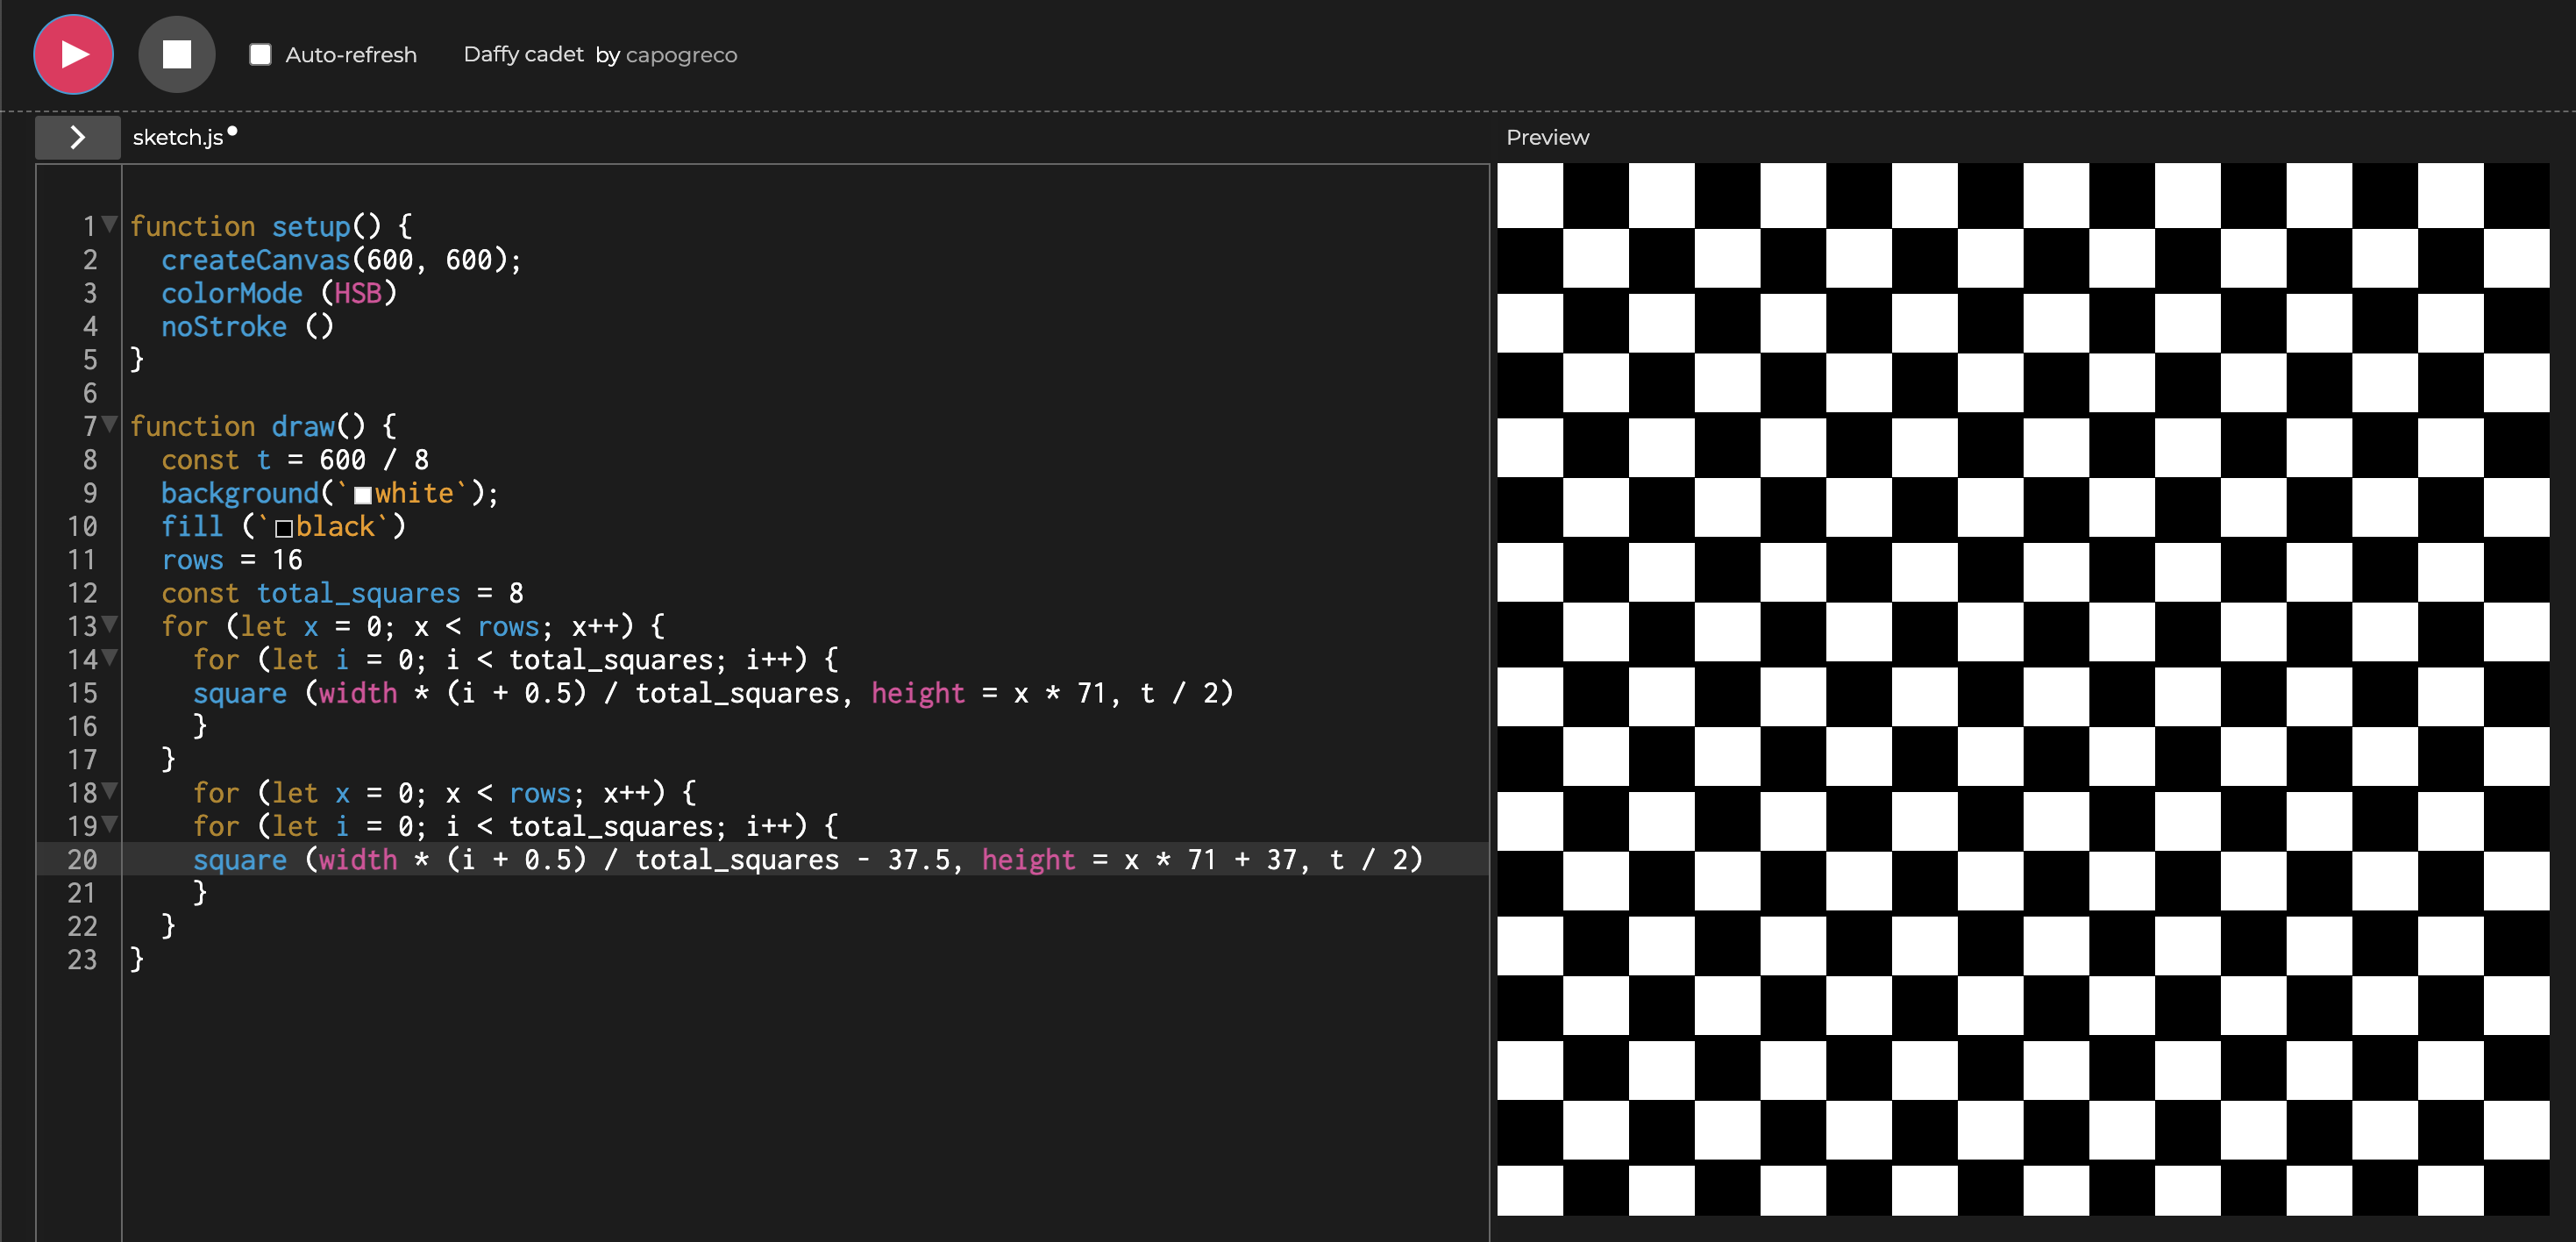 Auto-refresh Daffy cadet by capogreco
sketch.js
Preview
1 function setup() {
2 createCanvas(600, 600);
3 colorMode (HSB)
4 noStroke ()
5 }
6
7 function draw() {
8 const t = 600 / 8
9 background(`white`);
10 fill (`black`)
11 rows = 16
12 const total_squares = 8
13 for (let x = 0; x < rows; x++) {
14 for (let i = 0; i < total_squares; i++) {
15 square (width * (i + 0.5) / total_squares, height = x * 71, t / 2)
16 }
17 }
18 for (let x = 0; x < rows; x++) {
19 for (let i = 0; i < total_squares; i++) {
20 square (width * (i + 0.5) / total_squares - 37.5, height = x * 71 + 37, t / 2)
21 }
22 }
23 }